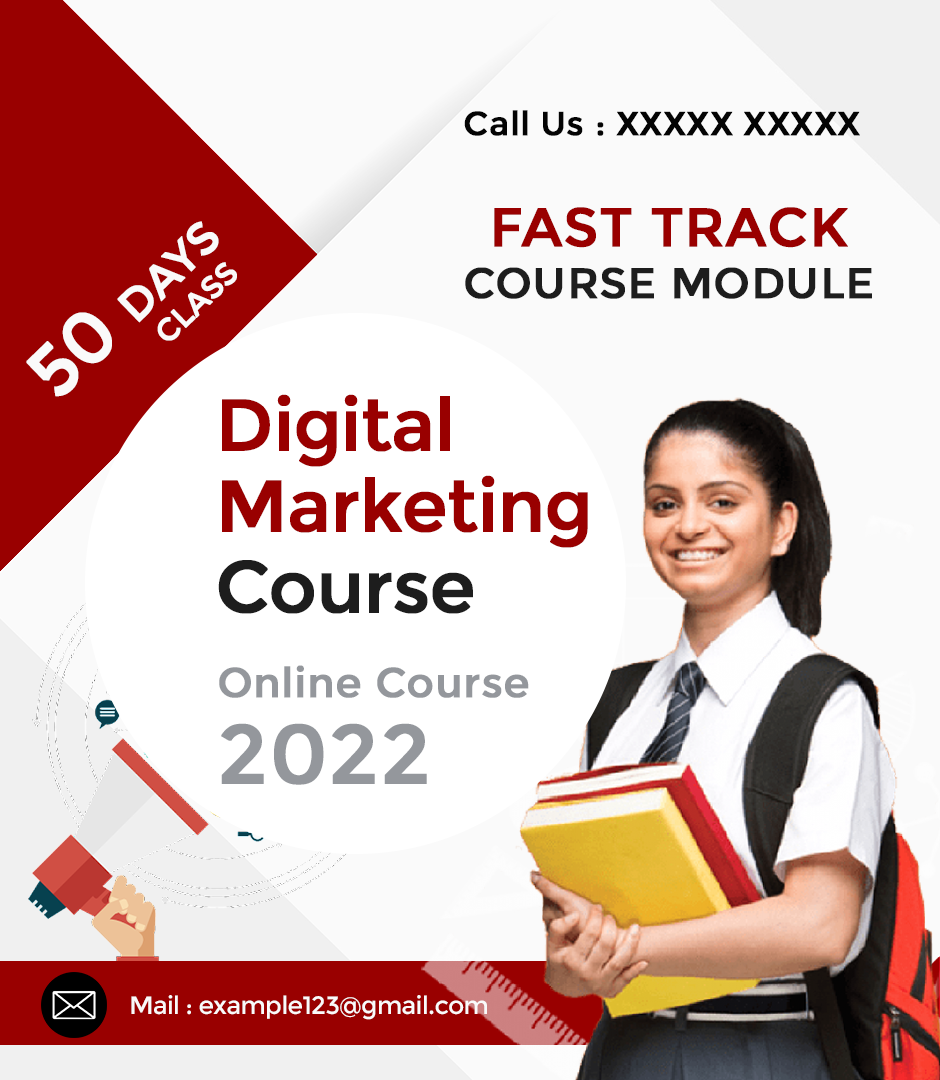 Call Us : XXXXX XXXXX
FAST TRACK
COURSE MODULE
50 DAYS
CLASS
Digital
Marketing
Course
Online Course
2022
Mail : example123@gmail.com